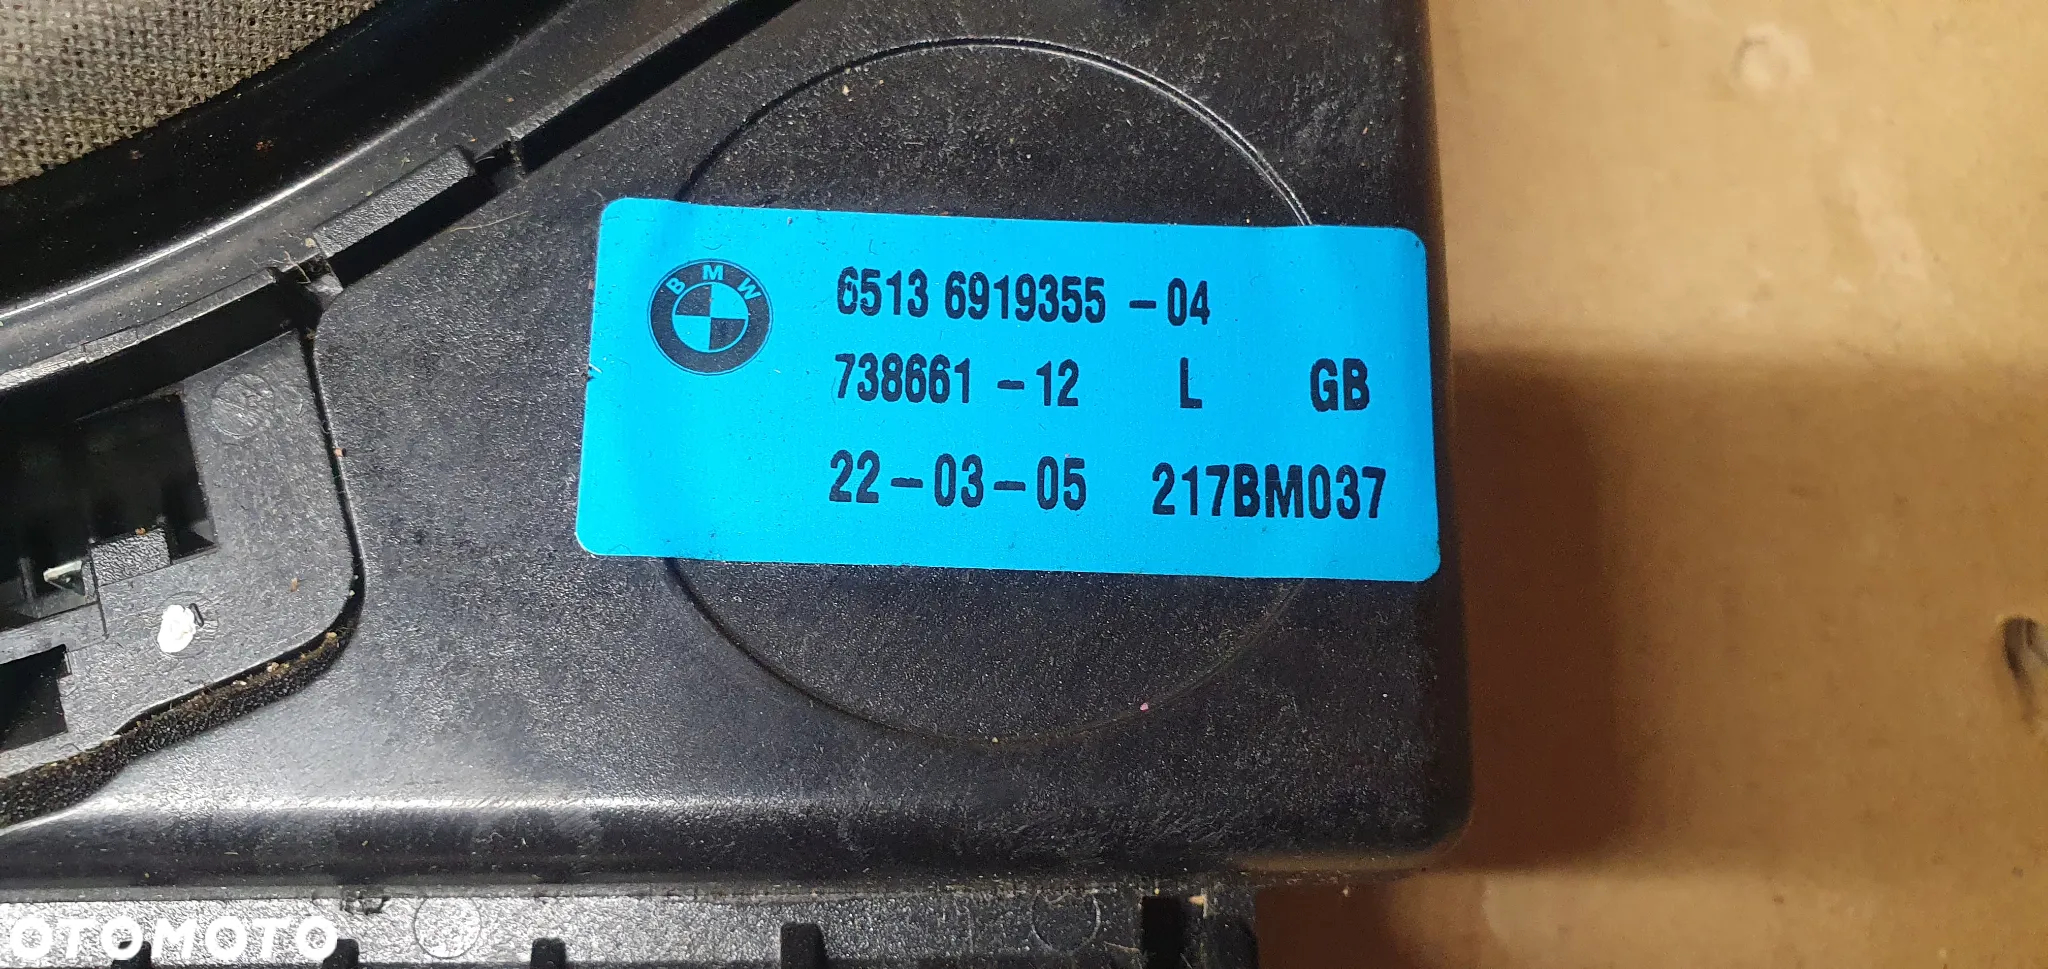 BMW
6513 6919355 - 04
738661 - 12 L GB
22 - 03 - 05 217BM037
OTOMOTO